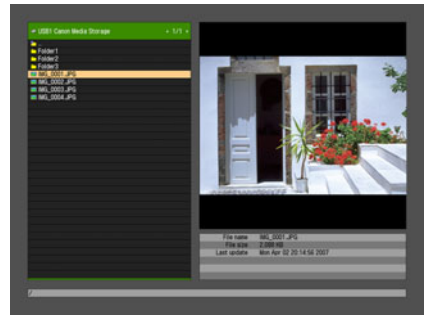 USB1 Canon Media Storage 1/1
..
Folder1
Folder2
Folder3
IMG_0001.JPG
IMG_0002.JPG
IMG_0003.JPG
IMG_0004.JPG
File name IMG_0001.JPG
File size 2,088 KB
Last update Mon Apr 02 20:14:56 2007
/